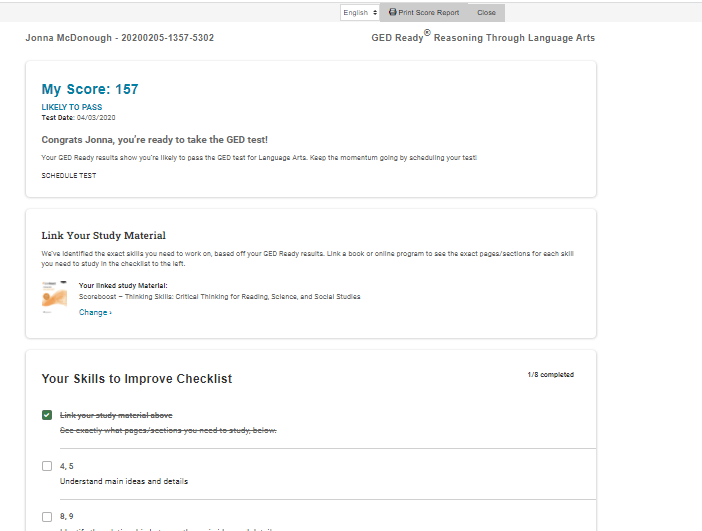 English Print Score Report Close
Jonna McDonough - 20200205-1357-5302 GED Ready® Reasoning Through Language Arts
My Score: 157
LIKELY TO PASS
Test Date: 04/03/2020
Congrats Jonna, you're ready to take the GED test!
Your GED Ready results show you're likely to pass the GED test for Language Arts. Keep the momentum going by scheduling your test!
SCHEDULE TEST
Link Your Study Material
We've identified the exact skills you need to work on, based off your GED Ready results. Link a book or online program to see the exact pages/sections for each skill
you need to study in the checklist to the left.
Your linked study Material:
Scoreboost – Thinking Skills: Critical Thinking for Reading, Science, and Social Studies
Change ›
Your Skills to Improve Checklist 1/8 completed
Link your study material above
See exactly what pages/sections you need to study, below.
4, 5
Understand main ideas and details
8, 9